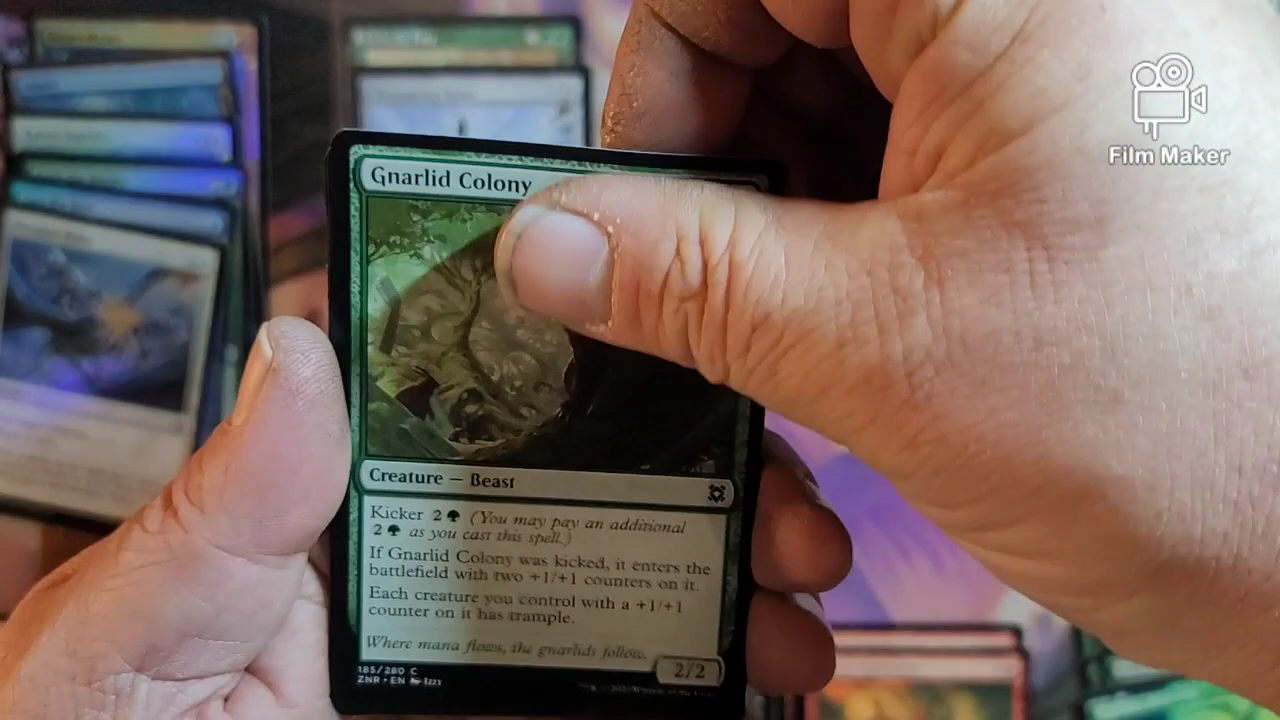 Film Maker
Gnarlid Colony
Creature — Beast
Kicker 2 (You may pay an additional
2 as you cast this spell.)
If Gnarlid Colony was kicked, it enters the
battlefield with two +1/+1 counters on it.
Each creature you control with a +1/+1
counter on it has trample.
Where mana flows, the gnarlids follow.
2/2
185/280 C
ZNR • EN Izzy